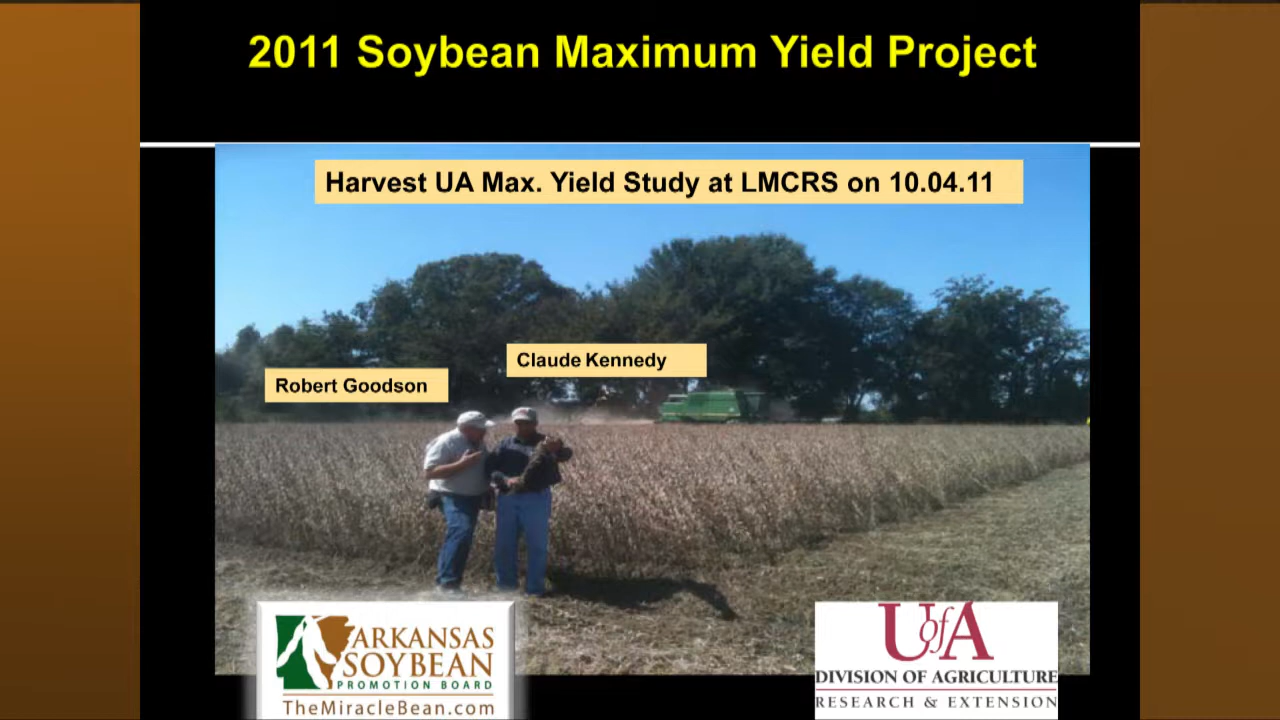 2011 Soybean Maximum Yield Project
Harvest UA Max. Yield Study at LMCRS on 10.04.11
Claude Kennedy
Robert Goodson
ARKANSAS
SOYBEAN
PROMOTION BOARD
TheMiracleBean.com
UofA
DIVISION OF AGRICULTURE
RESEARCH & EXTENSION